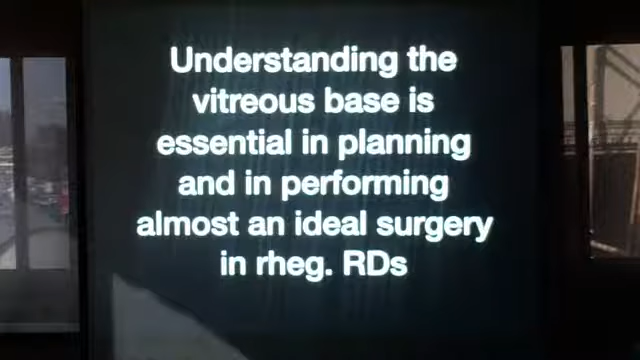 Understanding the
vitreous base is
essential in planning
and in performing
almost an ideal surgery
in rheg. RDs